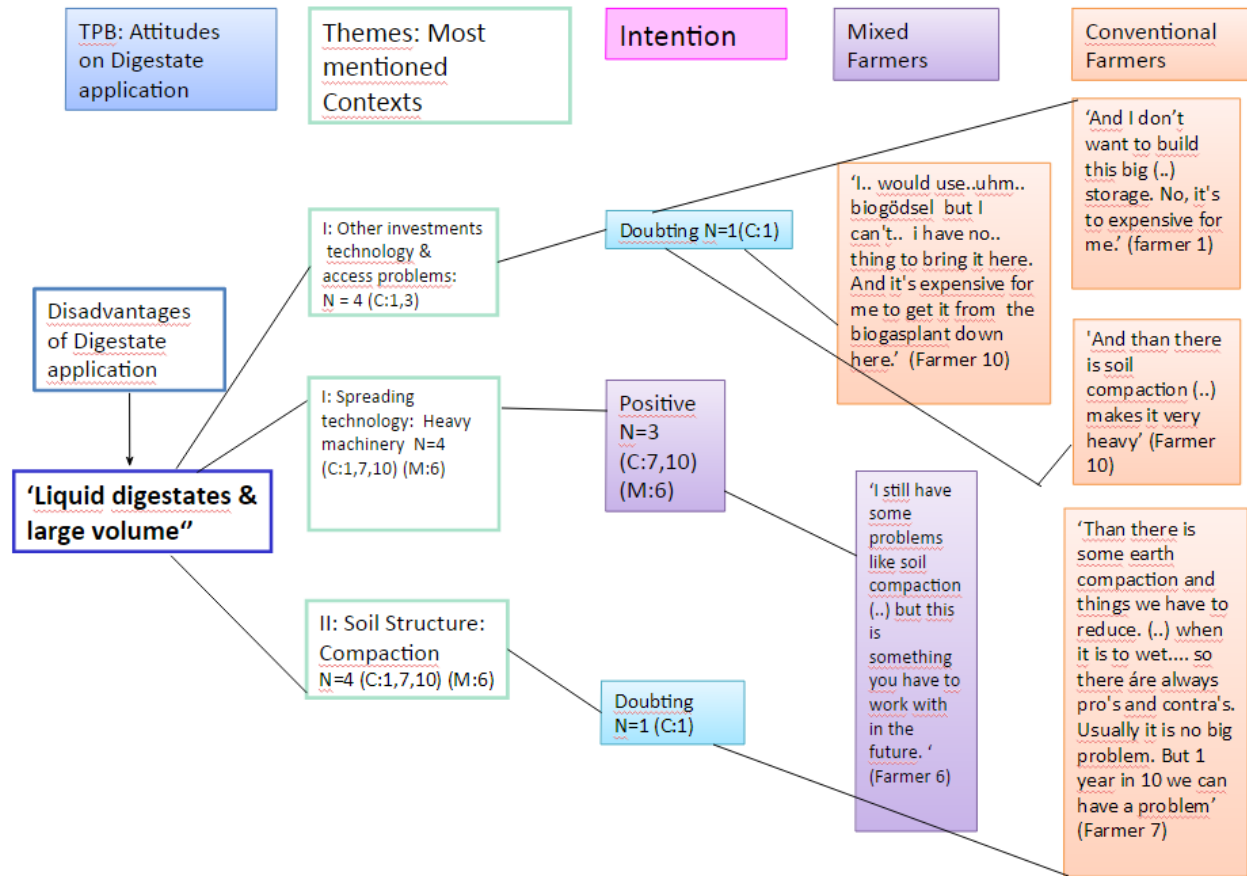 TPB: Attitudes
on Digestate
application
Themes: Most
mentioned
Contexts
Intention
Mixed
Farmers
Conventional
Farmers
Disadvantages
of Digestate
application
‘Liquid digestates &
large volume”
I: Other investments
technology &
access problems:
N = 4 (C:1,3)
I: Spreading
technology: Heavy
machinery N=4
(C:1,7,10) (M:6)
II: Soil Structure:
Compaction
N=4 (C:1,7,10) (M:6)
Doubting N=1(C:1)
Positive
N=3
(C:7,10)
(M:6)
Doubting
N=1 (C:1)
‘I.. would use..uhm..
biogödsel but I
can't.. i have no..
thing to bring it here.
And it's expensive for
me to get it from the
biogasplant down
here.’ (Farmer 10)
‘I still have
some
problems
like soil
compaction
(..) but this
is
something
you have to
work with
in the
future. ‘
(Farmer 6)
‘And I don’t
want to build
this big (..)
storage. No, it's
to expensive for
me.’ (farmer 1)
'And than there
is soil
compaction (..)
makes it very
heavy’ (Farmer
10)
‘Than there is
some earth
compaction and
things we have to
reduce. (..) when
it is to wet.... so
there áre always
pro's and contra's.
Usually it is no big
problem. But 1
year in 10 we can
have a problem’
(Farmer 7)